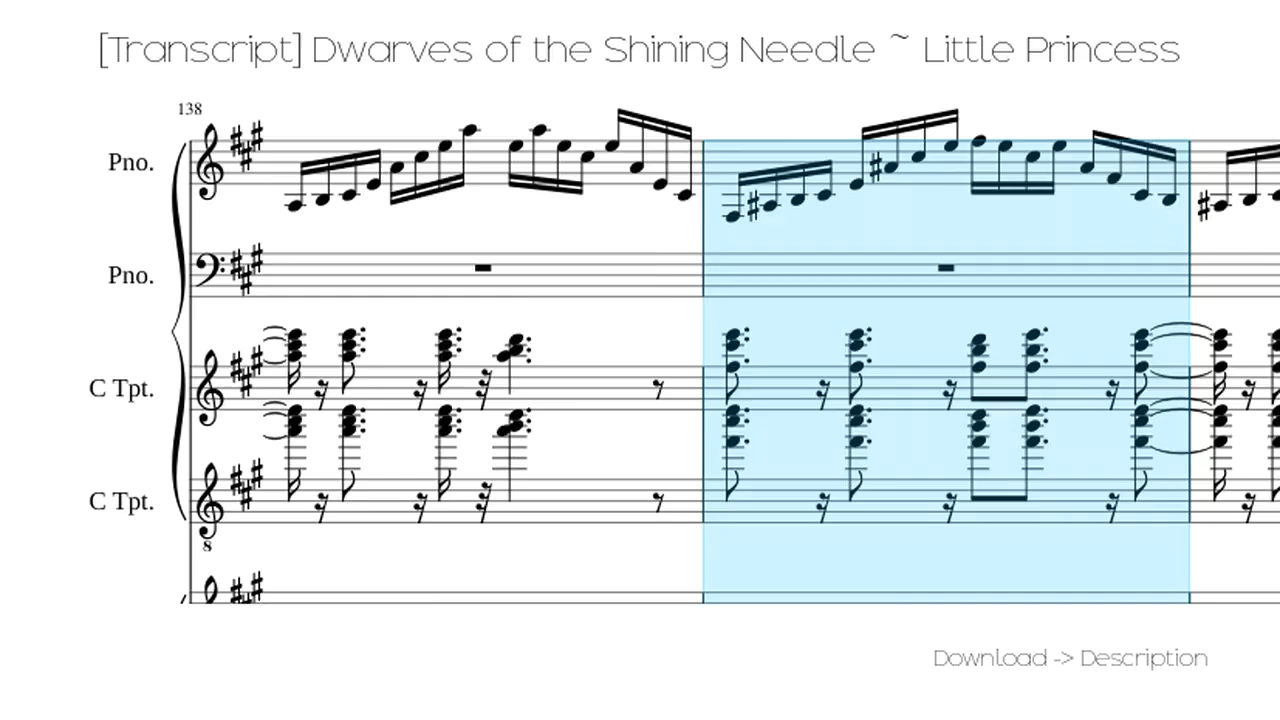 [Transcript] Dwarves of the Shining Needle ~ Little Princess
138
Pno.
Pno.
C Tpt.
C Tpt.
8
Download -> Description